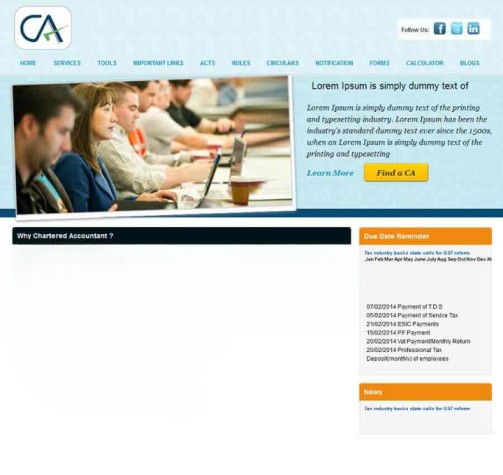 CA
Follow Us:
HOME SERVICES TOOLS IMPORTANT LINKS ACTS RULES CIRCULARS NOTIFICATION FORMS CALCULATOR BLOGS
Lorem Ipsum is simply dummy text of
Lorem Ipsum is simply dummy text of the printing
and typesetting industry. Lorem Ipsum has been the
industry's standard dummy text ever since the 1500s,
when an Lorem Ipsum is simply dummy text of the
printing and typesetting
Learn More Find a CA
Why Chartered Accountant ?
Due Date Reminder
Tax industry backs state calls for GST reform
Jan Feb Mar Apr May June July Aug Sep Oct Nov Dec Al
07/02/2014 Payment of T.D.S
05/02/2014 Payment of Service Tax
21/02/2014 ESIC Payments
15/02/2014 P.F Payment
20/02/2014 Vat Payment/Monthly Return
20/02/2014 Professional Tax
Deposit(monthly) of employees
News
Tax industry backs state calls for GST reform